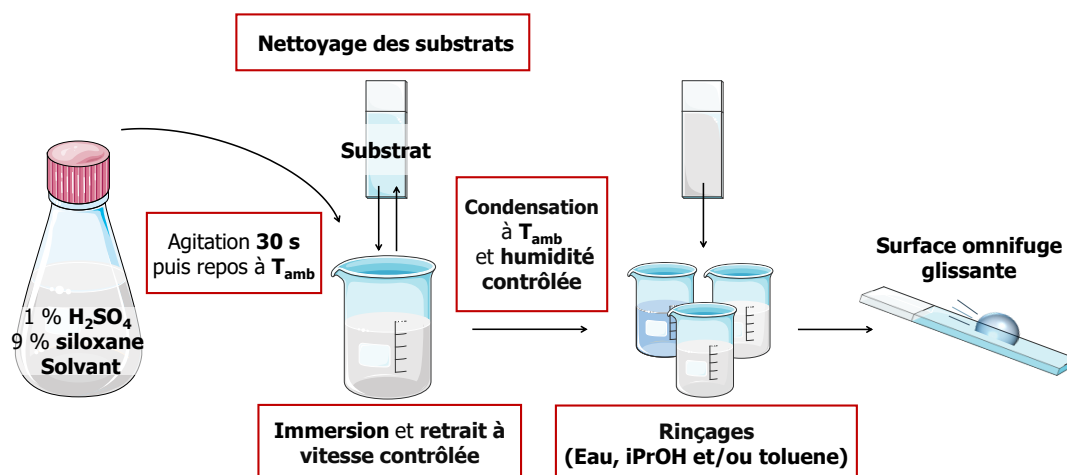 Nettoyage des substrats
Substrat
Agitation 30 s
puis repos à Tamb
1 % H2SO4
9 % siloxane
Solvant
Condensation
à Tamb
et humidité
contrôlée
Immersion et retrait à
vitesse contrôlée
Rinçages
(Eau, iPrOH et/ou toluene)
Surface omnifuge
glissante